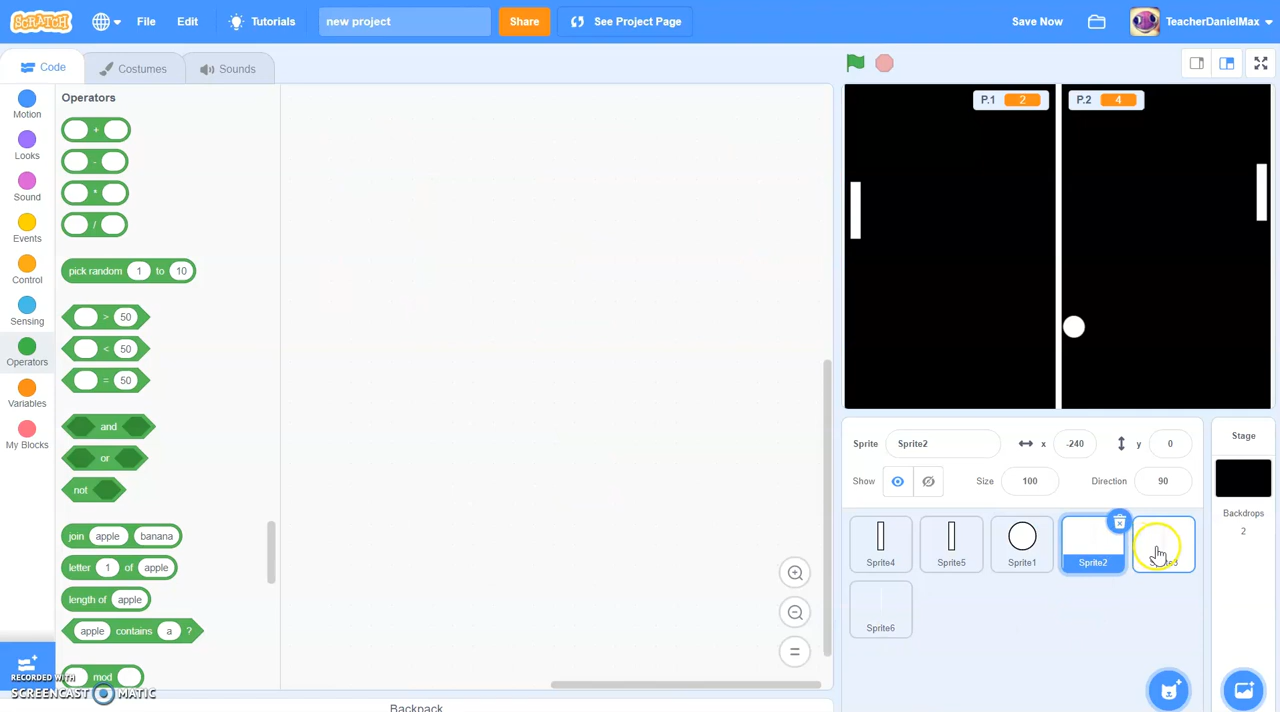 SCRATCH
File
Edit
Tutorials
new project
Share
See Project Page
Save Now
TeacherDanielMax
Code
Costumes
Sounds
Motion
Looks
Sound
Events
Control
Sensing
Operators
Variables
My Blocks
Operators
+
-
*
/
pick random 1 to 10
> 50
< 50
= 50
and
or
not
join apple banana
letter 1 of apple
length of apple
apple contains a ?
mod
RECORDED WITH
SCREENCAST MATIC
Backpack
P.1 2
P.2 4
Sprite Sprite2 x -240 y 0
Show Size 100 Direction 90
Sprite4
Sprite5
Sprite1
Sprite2
Sprite6
Stage
Backdrops
2